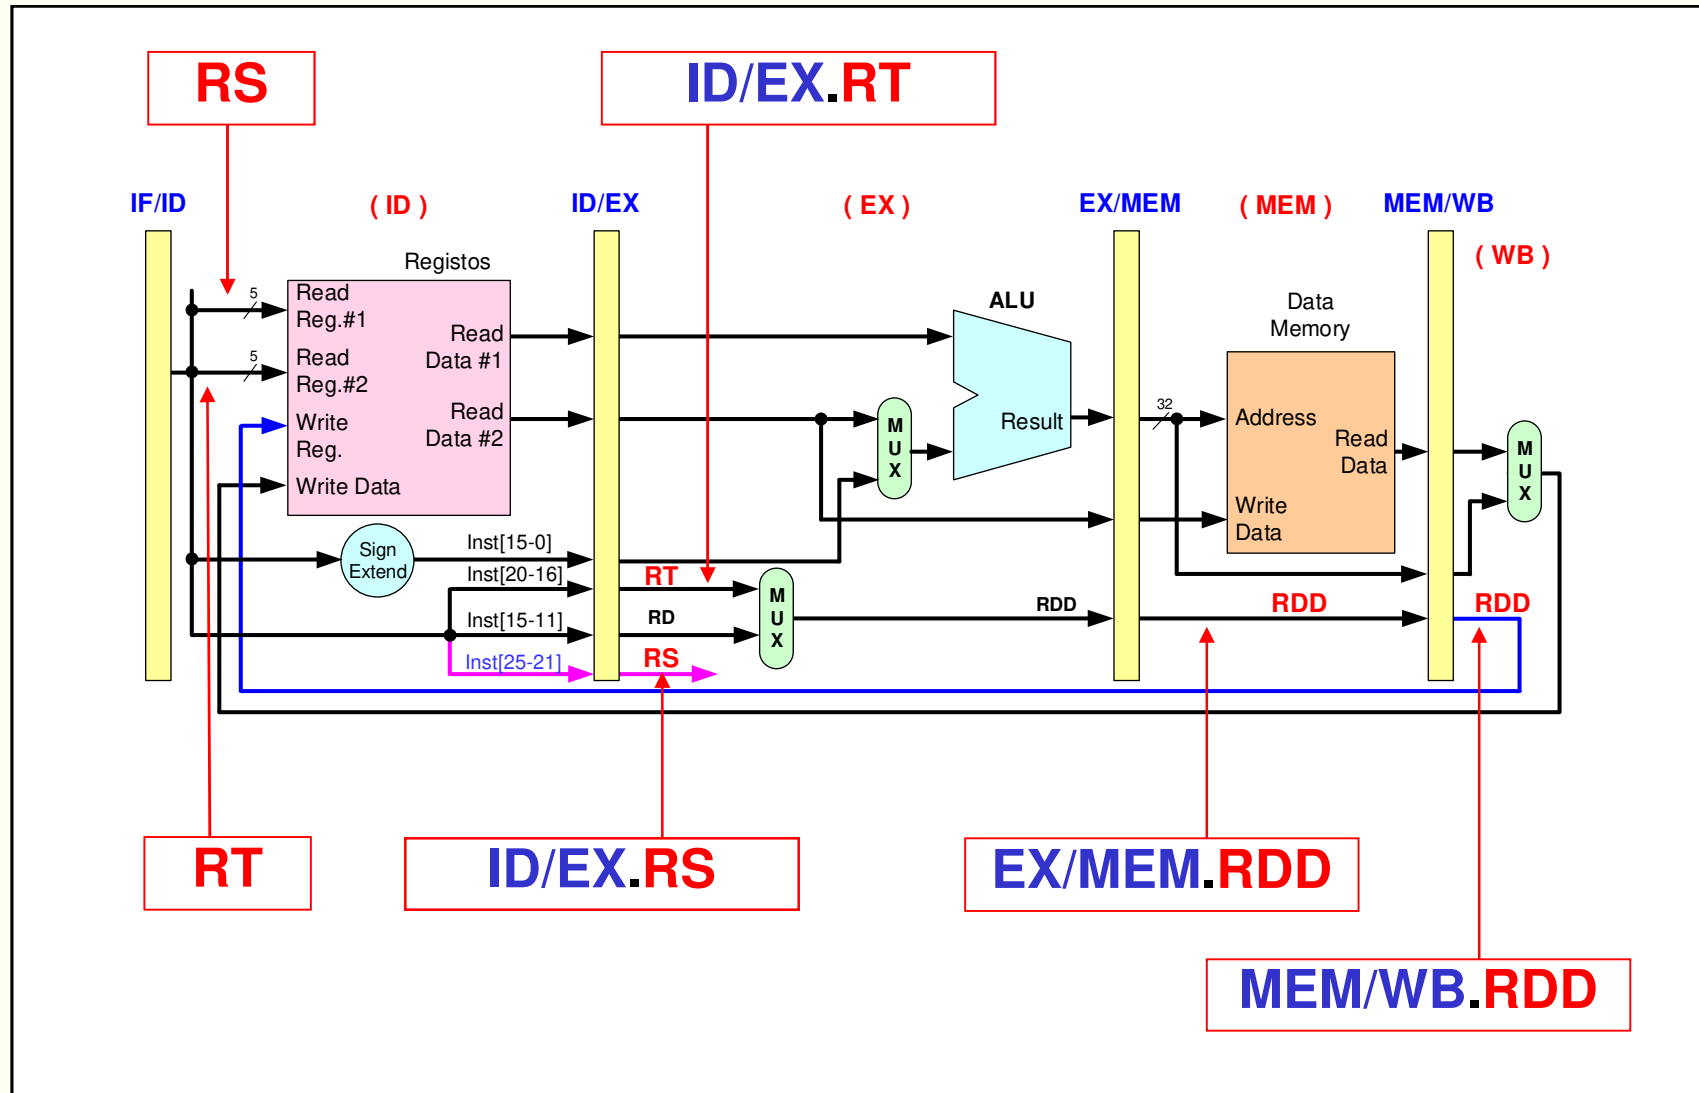 RS
ID/EX.RT
IF/ID
( ID )
ID/EX
( EX )
EX/MEM
( MEM )
MEM/WB
( WB )
Registos
5
Read
Reg.#1
5
Read
Reg.#2
Write
Reg.
Write Data
Read
Data #1
Read
Data #2
Sign
Extend
Inst[15-0]
Inst[20-16]
Inst[15-11]
Inst[25-21]
RT
RD
RS
M
U
X
M
U
X
ALU
Result
RDD
32
Data
Memory
Address
Read
Data
Write
Data
RDD
M
U
X
RDD
RT
ID/EX.RS
EX/MEM.RDD
MEM/WB.RDD